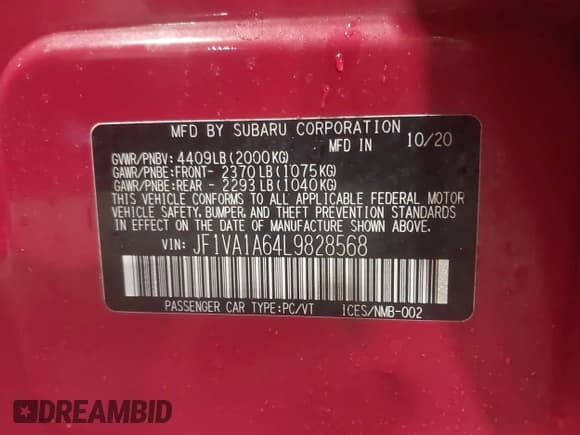 MFD BY SUBARU CORPORATION
MFD IN 10/20
GVWR/PNBV: 4409LB(2000KG)
GAWR/PNBE:FRONT- 2370LB(1075KG)
GAWR/PNBE:REAR - 2293LB(1040KG)
THIS VEHICLE CONFORMS TO ALL APPLICABLE FEDERAL MOTOR
VEHICLE SAFETY, BUMPER, AND THEFT PREVENTION STANDARDS
IN EFFECT ON THE DATE OF MANUFACTURE SHOWN ABOVE.
VIN: JF1VA1A64L9828568
PASSENGER CAR TYPE:PC/VT 1CES/NMB-002
DREAMBID